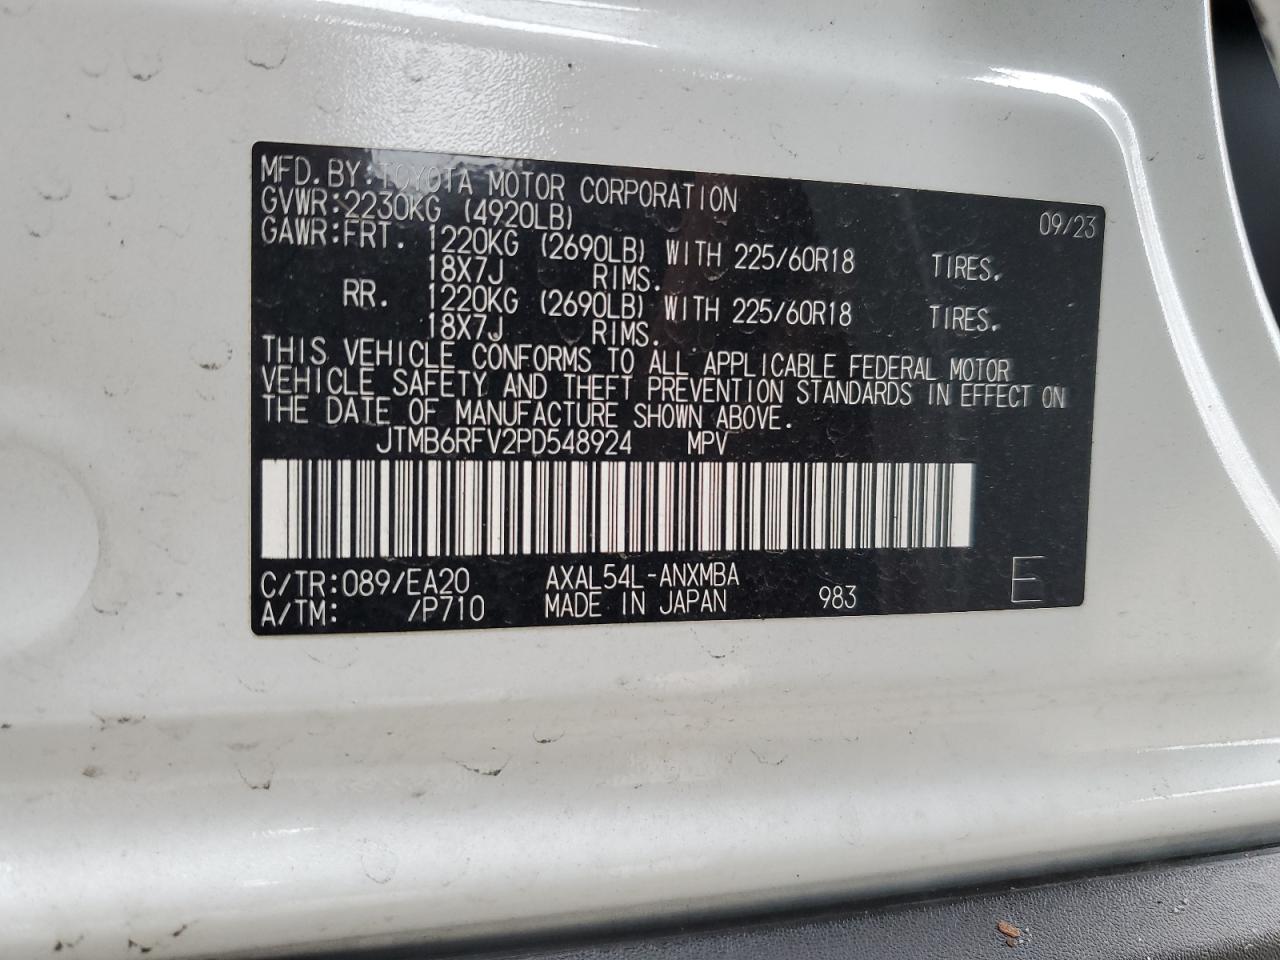 MFD. BY: TOYOTA MOTOR CORPORATION 09/23
GVWR: 2230KG (4920LB)
GAWR: FRT. 1220KG (2690LB) WITH 225/60R18 TIRES.
18X7J RIMS.
RR. 1220KG (2690LB) WITH 225/60R18 TIRES.
18X7J RIMS.
THIS VEHICLE CONFORMS TO ALL APPLICABLE FEDERAL MOTOR
VEHICLE SAFETY AND THEFT PREVENTION STANDARDS IN EFFECT ON
THE DATE OF MANUFACTURE SHOWN ABOVE.
JTMB6RFV2PD548924 MPV
C/TR: 089/EA20 AXAL54L-ANXMBA
A/TM: /P710 MADE IN JAPAN 983 E